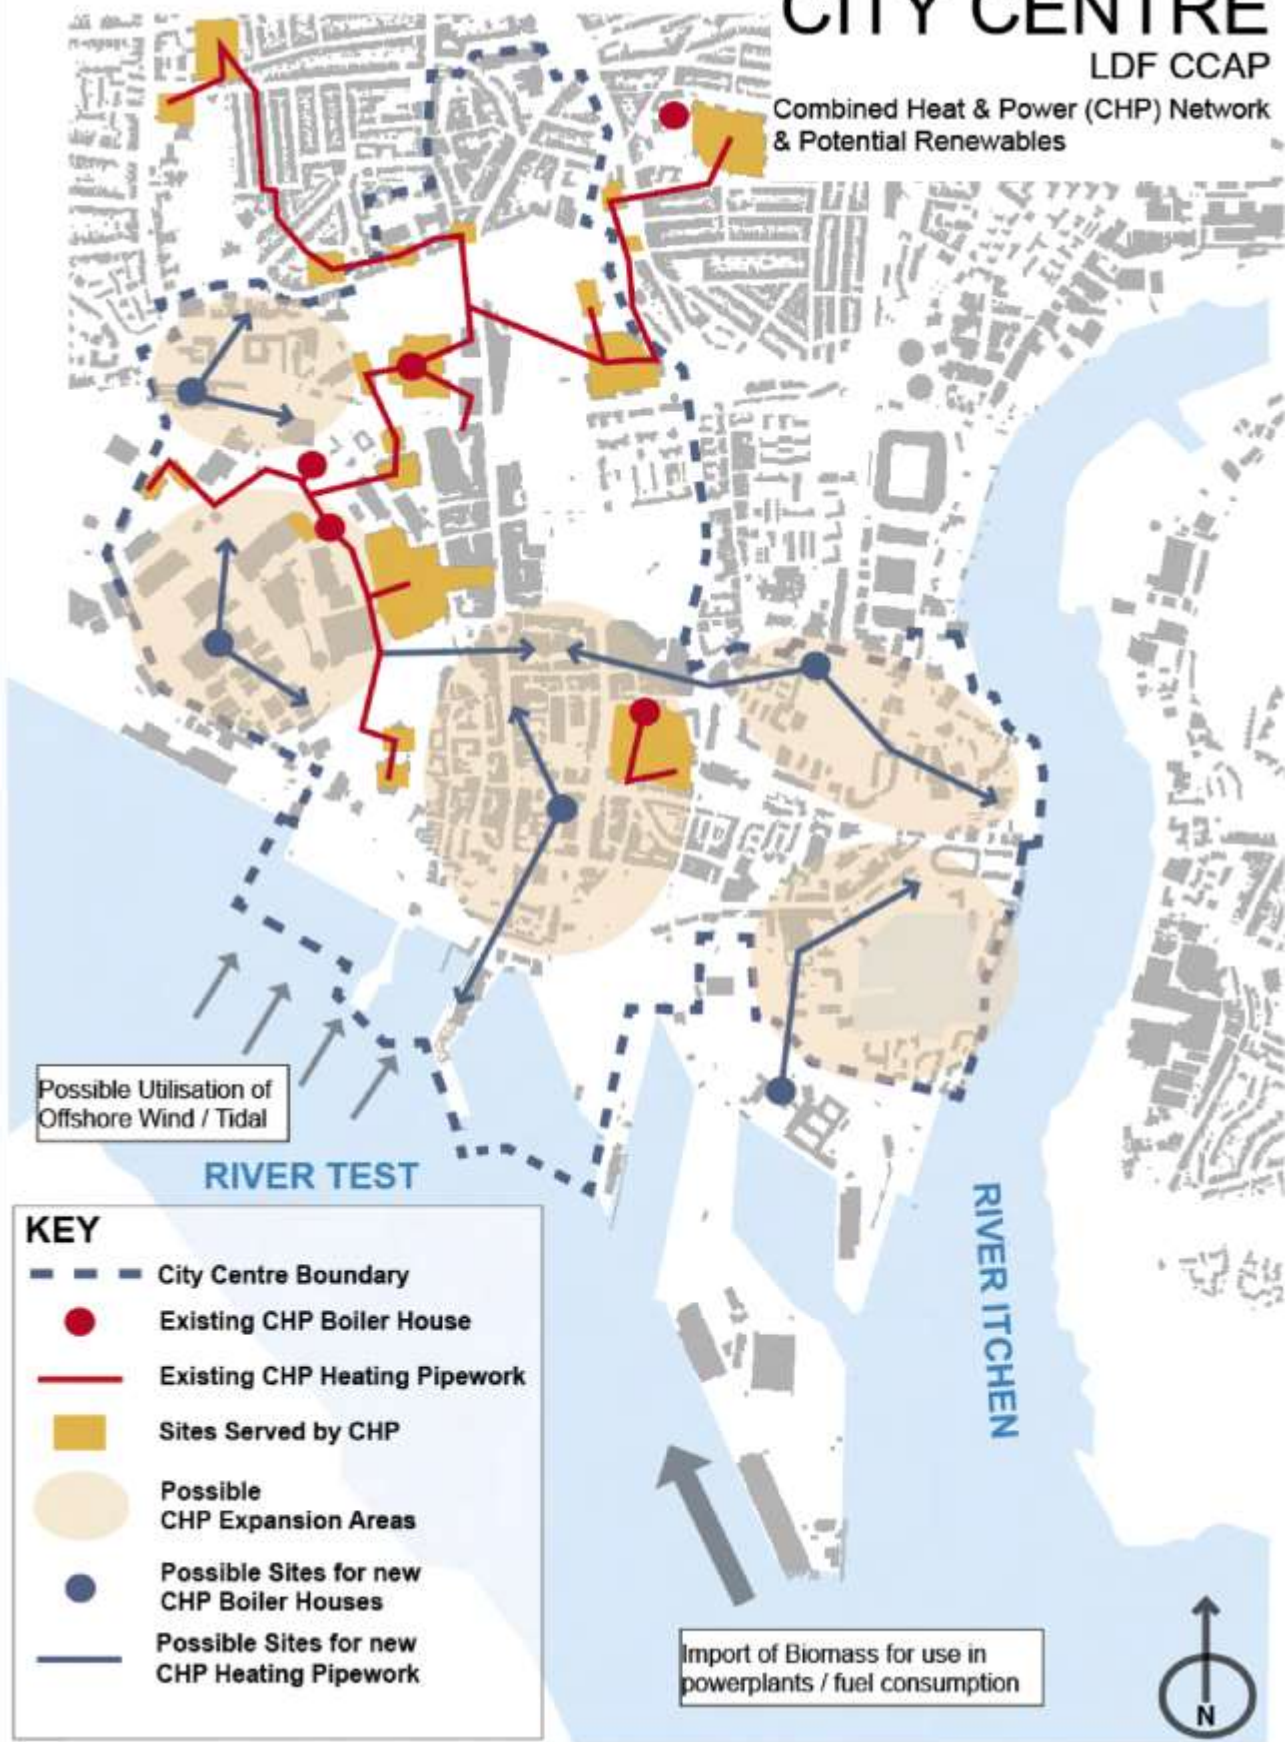 CITY CENTRE
LDF CCAP
Combined Heat & Power (CHP) Network
& Potential Renewables
Possible Utilisation of
Offshore Wind / Tidal
RIVER TEST
RIVER ITCHEN
KEY
City Centre Boundary
Existing CHP Boiler House
Existing CHP Heating Pipework
Sites Served by CHP
Possible
CHP Expansion Areas
Possible Sites for new
CHP Boiler Houses
Possible Sites for new
CHP Heating Pipework
Import of Biomass for use in
powerplants / fuel consumption
N